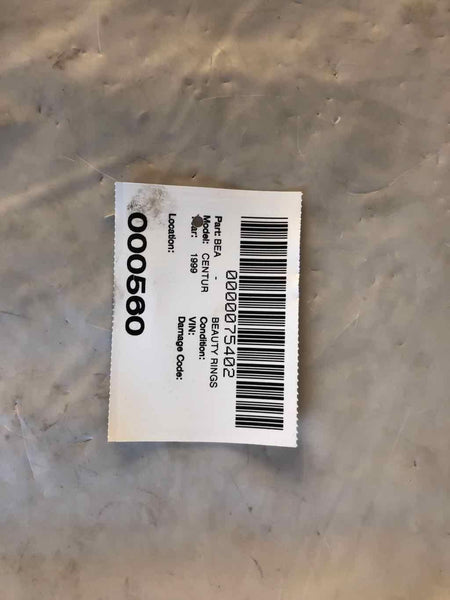 0000075402
Part: BEA - BEAUTY RINGS
Model: CENTUR Condition:
Year: 1999 VIN:
Damage Code:
Location:
000560